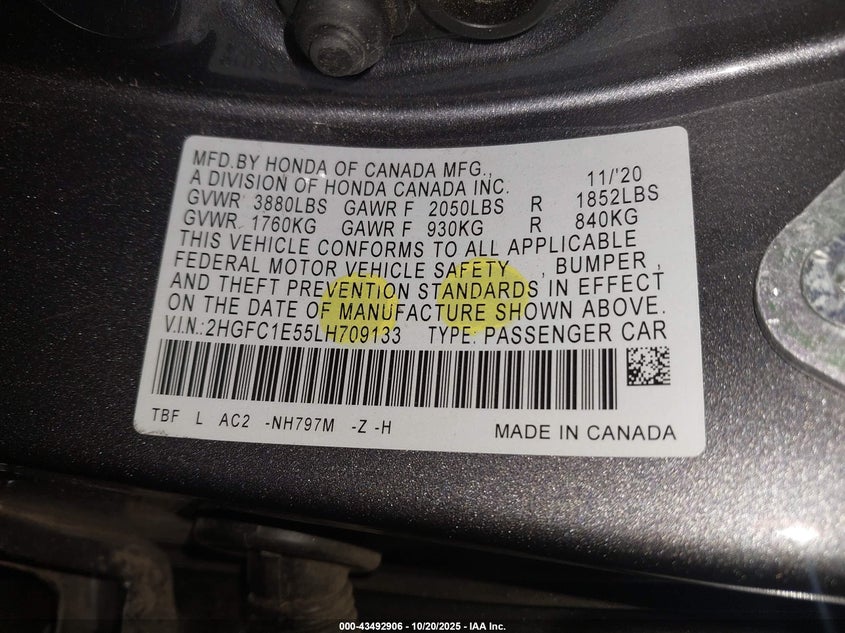 MFD.BY HONDA OF CANADA MFG.,
A DIVISION OF HONDA CANADA INC. 11/'20
GVWR 3880LBS GAWR F 2050LBS R 1852LBS
GVWR 1760KG GAWR F 930KG R 840KG
THIS VEHICLE CONFORMS TO ALL APPLICABLE
FEDERAL MOTOR VEHICLE SAFETY , BUMPER ,
AND THEFT PREVENTION STANDARDS IN EFFECT
ON THE DATE OF MANUFACTURE SHOWN ABOVE.
V.I.N.:2HGFC1E55LH709133 TYPE: PASSENGER CAR
TBF L AC2 -NH797M -Z -H
MADE IN CANADA
000-43492906 - 10/20/2025 - IAA Inc.